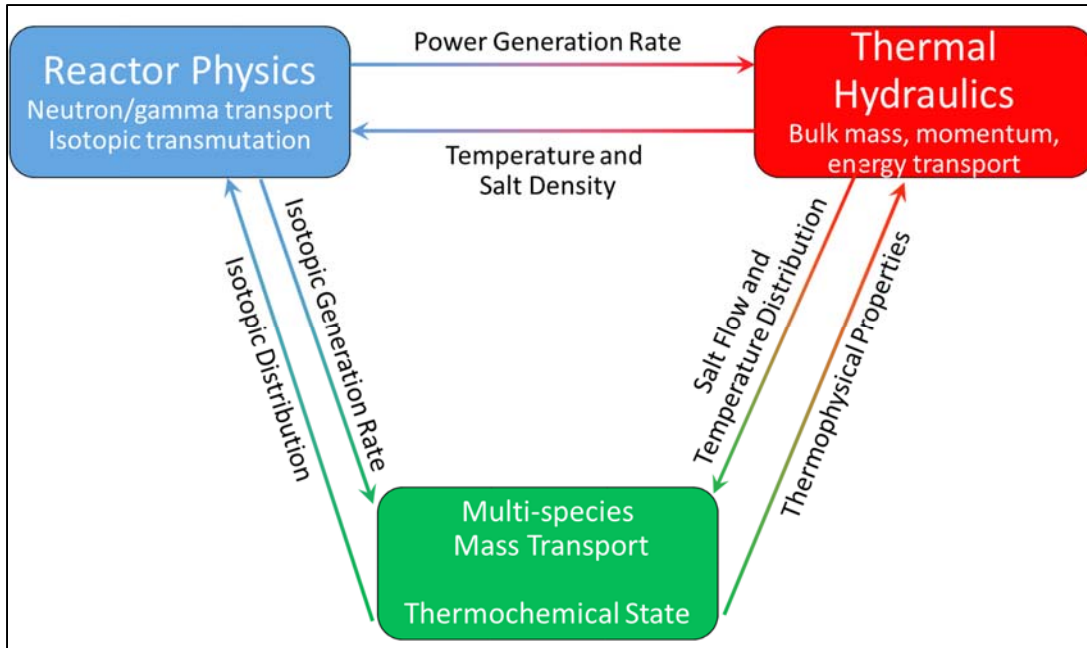 Reactor Physics
Neutron/gamma transport
Isotopic transmutation
Power Generation Rate
Thermal
Hydraulics
Bulk mass, momentum,
energy transport
Temperature and
Salt Density
Isotopic Generation Rate
Isotopic Distribution
Salt Flow and
Temperature Distribution
Thermophysical Properties
Multi-species
Mass Transport
Thermochemical State